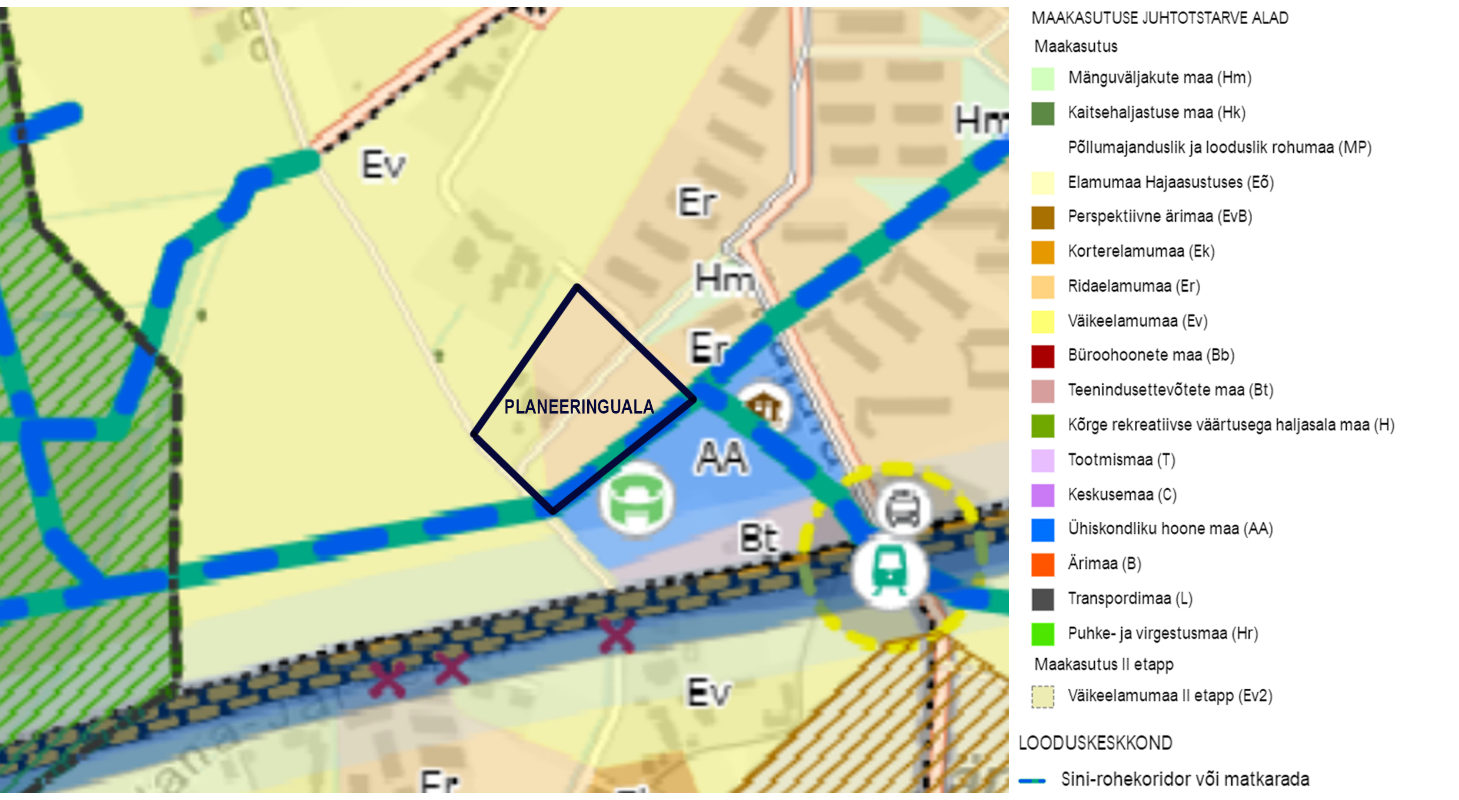 Ev
Hm
Er
Hm
Er
PLANEERINGUALA
AA
Bt
Ev
Er
MAAKASUTUSE JUHTOTSTARVE ALAD
Maakasutus
Mänguväljakute maa (Hm)
Kaitsehaljastuse maa (Hk)
Põllumajanduslik ja looduslik rohumaa (MP)
Elamumaa Hajaasustuses (Eõ)
Perspektiivne ärimaa (EvB)
Korterelamumaa (Ek)
Ridaelamumaa (Er)
Väikeelamumaa (Ev)
Büroohoonete maa (Bb)
Teenindusettevõtete maa (Bt)
Kõrge rekreatiivse väärtusega haljasala maa (H)
Tootmismaa (T)
Keskusemaa (C)
Ühiskondliku hoone maa (AA)
Ärimaa (B)
Transpordimaa (L)
Puhke- ja virgestusmaa (Hr)
Maakasutus II etapp
Väikeelamumaa II etapp (Ev2)
LOODUSKESKKOND
Sini-rohekoridor või matkarada